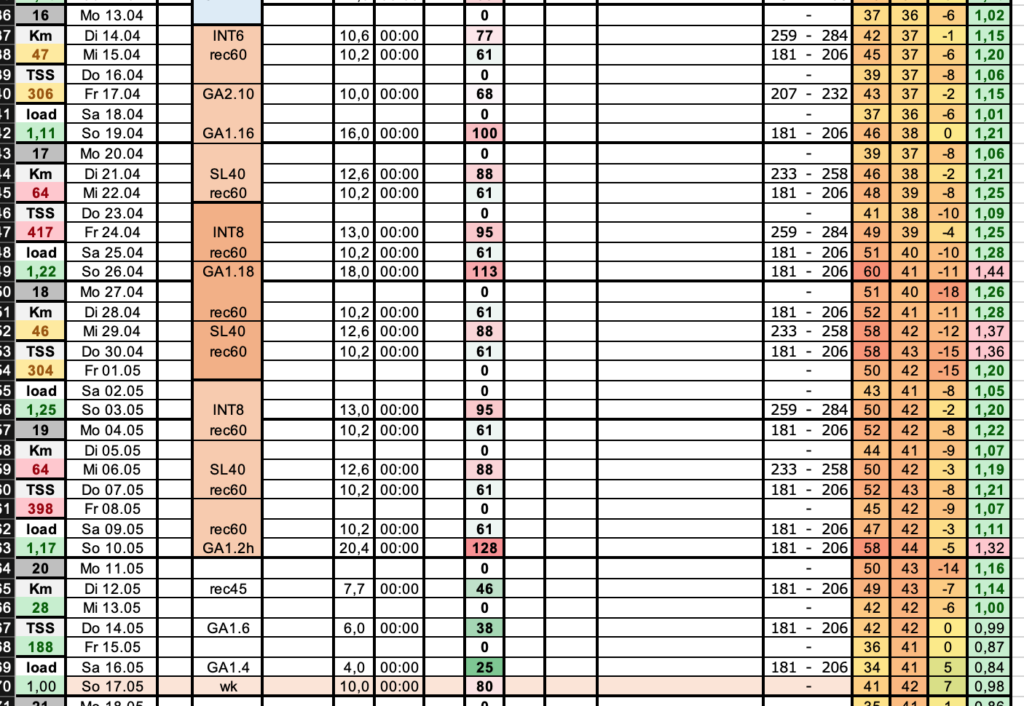 36 16 Mo 13.04 0 - 37 36 -6 1,02
37 Km Di 14.04 INT6 10,6 00:00 77 259 - 284 42 37 -1 1,15
38 47 Mi 15.04 rec60 10,2 00:00 61 181 - 206 45 37 -6 1,20
39 TSS Do 16.04 0 - 39 37 -8 1,06
40 306 Fr 17.04 GA2.10 10,0 00:00 68 207 - 232 43 37 -2 1,15
41 load Sa 18.04 0 - 37 36 -6 1,01
42 1,11 So 19.04 GA1.16 16,0 00:00 100 181 - 206 46 38 0 1,21
43 17 Mo 20.04 0 - 39 37 -8 1,06
44 Km Di 21.04 SL40 12,6 00:00 88 233 - 258 46 38 -2 1,21
45 64 Mi 22.04 rec60 10,2 00:00 61 181 - 206 48 39 -8 1,25
46 TSS Do 23.04 0 - 41 38 -10 1,09
47 417 Fr 24.04 INT8 13,0 00:00 95 259 - 284 49 39 -4 1,25
48 load Sa 25.04 rec60 10,2 00:00 61 181 - 206 51 40 -10 1,28
49 1,22 So 26.04 GA1.18 18,0 00:00 113 181 - 206 60 41 -11 1,44
50 18 Mo 27.04 0 - 51 40 -18 1,26
51 Km Di 28.04 rec60 10,2 00:00 61 181 - 206 52 41 -11 1,28
52 46 Mi 29.04 SL40 12,6 00:00 88 233 - 258 58 42 -12 1,37
53 TSS Do 30.04 rec60 10,2 00:00 61 181 - 206 58 43 -15 1,36
54 304 Fr 01.05 0 - 50 42 -15 1,20
55 load Sa 02.05 0 - 43 41 -8 1,05
56 1,25 So 03.05 INT8 13,0 00:00 95 259 - 284 50 42 -2 1,20
57 19 Mo 04.05 rec60 10,2 00:00 61 181 - 206 52 42 -8 1,22
58 Km Di 05.05 0 - 44 41 -9 1,07
59 64 Mi 06.05 SL40 12,6 00:00 88 233 - 258 50 42 -3 1,19
60 TSS Do 07.05 rec60 10,2 00:00 61 181 - 206 52 43 -8 1,21
61 398 Fr 08.05 0 - 45 42 -9 1,07
62 load Sa 09.05 rec60 10,2 00:00 61 181 - 206 47 42 -3 1,11
63 1,17 So 10.05 GA1.2h 20,4 00:00 128 181 - 206 58 44 -5 1,32
64 20 Mo 11.05 0 - 50 43 -14 1,16
65 Km Di 12.05 rec45 7,7 00:00 46 181 - 206 49 43 -7 1,14
66 28 Mi 13.05 0 - 42 42 -6 1,00
67 TSS Do 14.05 GA1.6 6,0 00:00 38 181 - 206 42 42 0 0,99
68 188 Fr 15.05 0 - 36 41 0 0,87
69 load Sa 16.05 GA1.4 4,0 00:00 25 181 - 206 34 41 5 0,84
70 1,00 So 17.05 wk 10,0 00:00 80 - 41 42 7 0,98